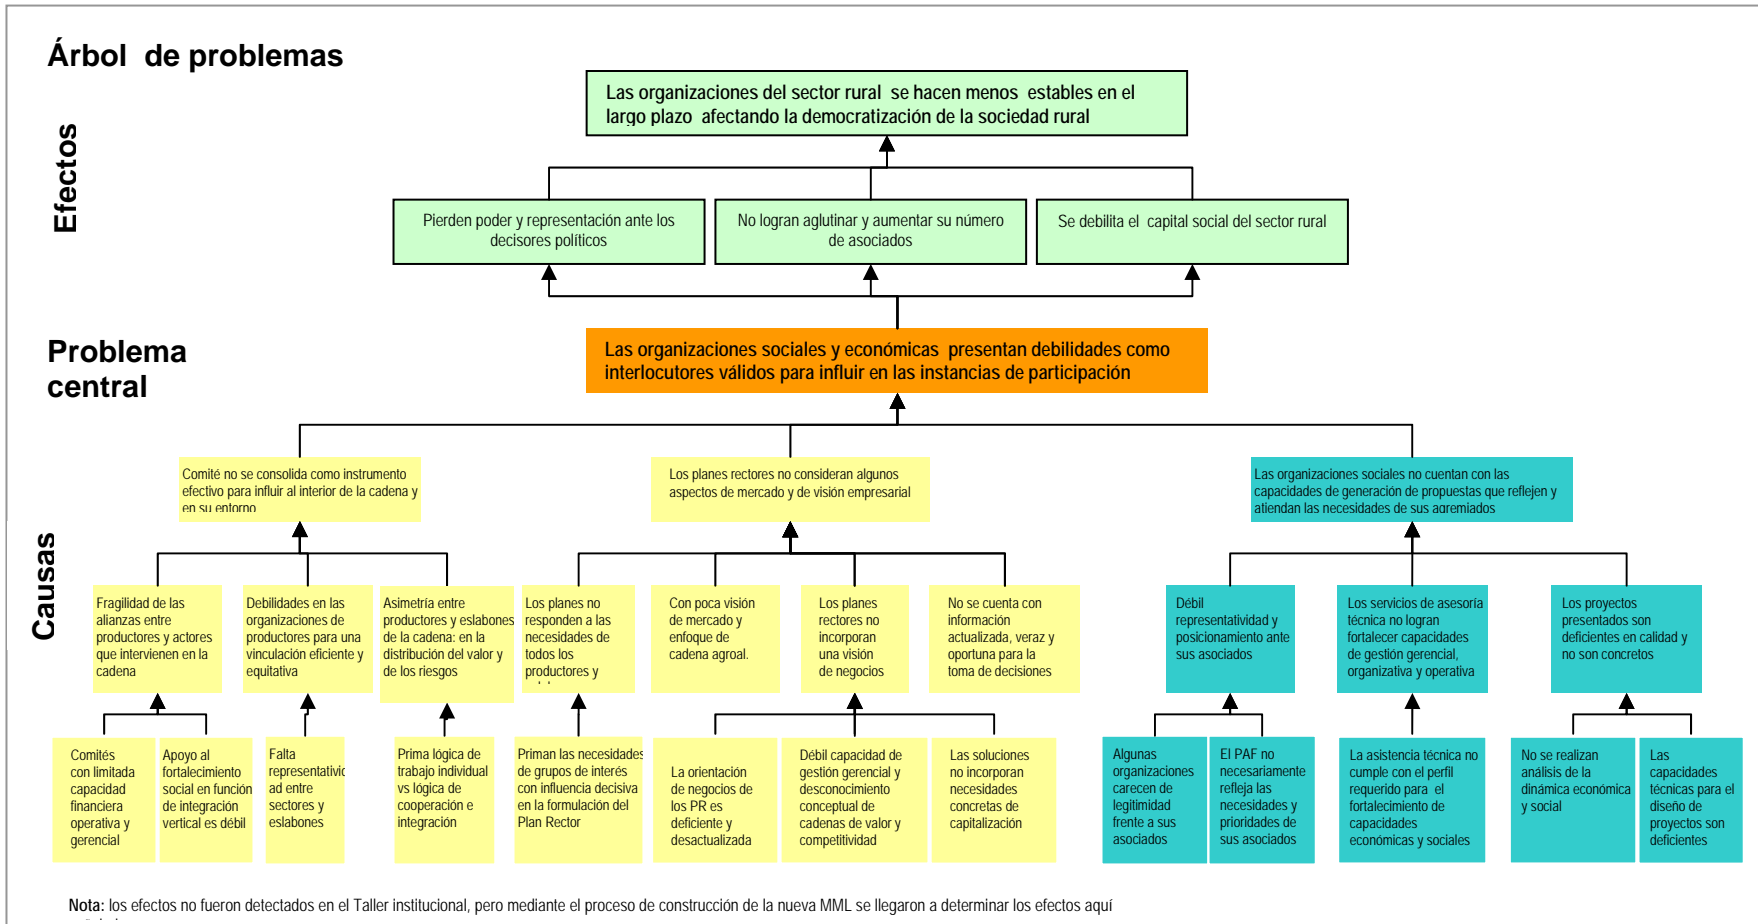 Árbol de problemas
Efectos
Las organizaciones del sector rural se hacen menos estables en el
largo plazo afectando la democratización de la sociedad rural
Pierden poder y representación ante los
decisores políticos
No logran aglutinar y aumentar su número
de asociados
Se debilita el capital social del sector rural
Problema
central
Las organizaciones sociales y económicas presentan debilidades como
interlocutores válidos para influir en las instancias de participación
Causas
Comité no se consolida como instrumento
efectivo para influir al interior de la cadena y
en su entorno
Los planes rectores no consideran algunos
aspectos de mercado y de visión empresarial
Las organizaciones sociales no cuentan con las
capacidades de generación de propuestas que reflejen y
atiendan las necesidades de sus agremiados
Fragilidad de las
alianzas entre
productores y actores
que intervienen en la
cadena
Debilidades en las
organizaciones de
productores para una
vinculación eficiente y
equitativa
Asimetría entre
productores y eslabones
de la cadena: en la
distribución del valor y
de los riesgos
Los planes no
responden a las
necesidades de
todos los
productores y
Con poca visión
de mercado y
enfoque de
cadena agroal.
Los planes
rectores no
incorporan
una visión
de negocios
No se cuenta con
información
actualizada, veraz y
oportuna para la
toma de decisiones
Débil
representatividad y
posicionamiento ante
sus asociados
Los servicios de asesoría
técnica no logran
fortalecer capacidades
de gestión gerencial,
organizativa y operativa
Los proyectos
presentados son
deficientes en calidad y
no son concretos
Comités
con limitada
capacidad
financiera
operativa y
gerencial
Apoyo al
fortalecimiento
social en función
de integración
vertical es débil
Falta
representativid
ad entre
sectores y
eslabones
Prima lógica de
trabajo individual
vs lógica de
cooperación e
integración
Priman las necesidades
de grupos de interés
con influencia decisiva
en la formulación del
Plan Rector
La orientación
de negocios de
los PR es
deficiente y
desactualizada
Débil capacidad de
gestión gerencial y
desconocimiento
conceptual de
cadenas de valor y
competitividad
Las soluciones
no incorporan
necesidades
concretas de
capitalización
Algunas
organizaciones
carecen de
legitimidad
frente a sus
asociados
El PAF no
necesariamente
refleja las
necesidades y
prioridades de
sus asociados
La asistencia técnica no
cumple con el perfil
requerido para el
fortalecimiento de
capacidades
económicas y sociales
No se realizan
análisis de la
dinámica económica
y social
Las
capacidades
técnicas para el
diseño de
proyectos son
deficientes
Nota: los efectos no fueron detectados en el Taller institucional, pero mediante el proceso de construcción de la nueva MML se llegaron a determinar los efectos aquí